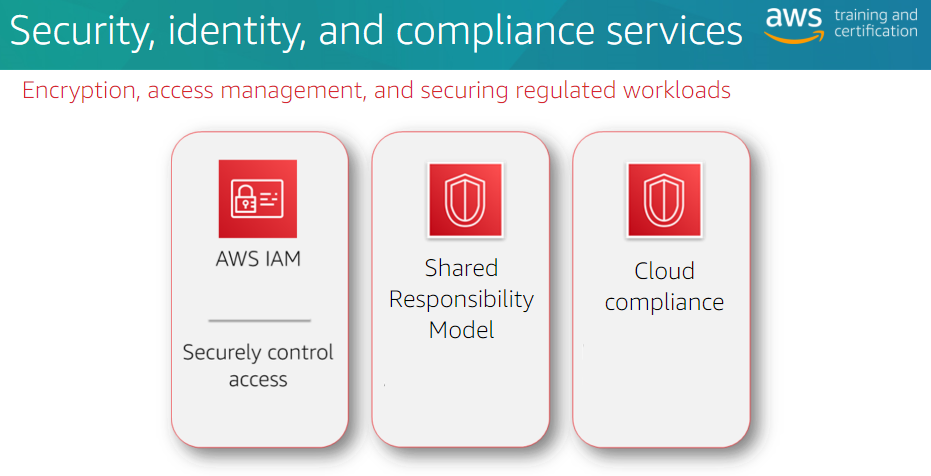 Security, identity, and compliance services
aws training and
certification
Encryption, access management, and securing regulated workloads
AWS IAM
Securely control
access
Shared
Responsibility
Model
Cloud
compliance